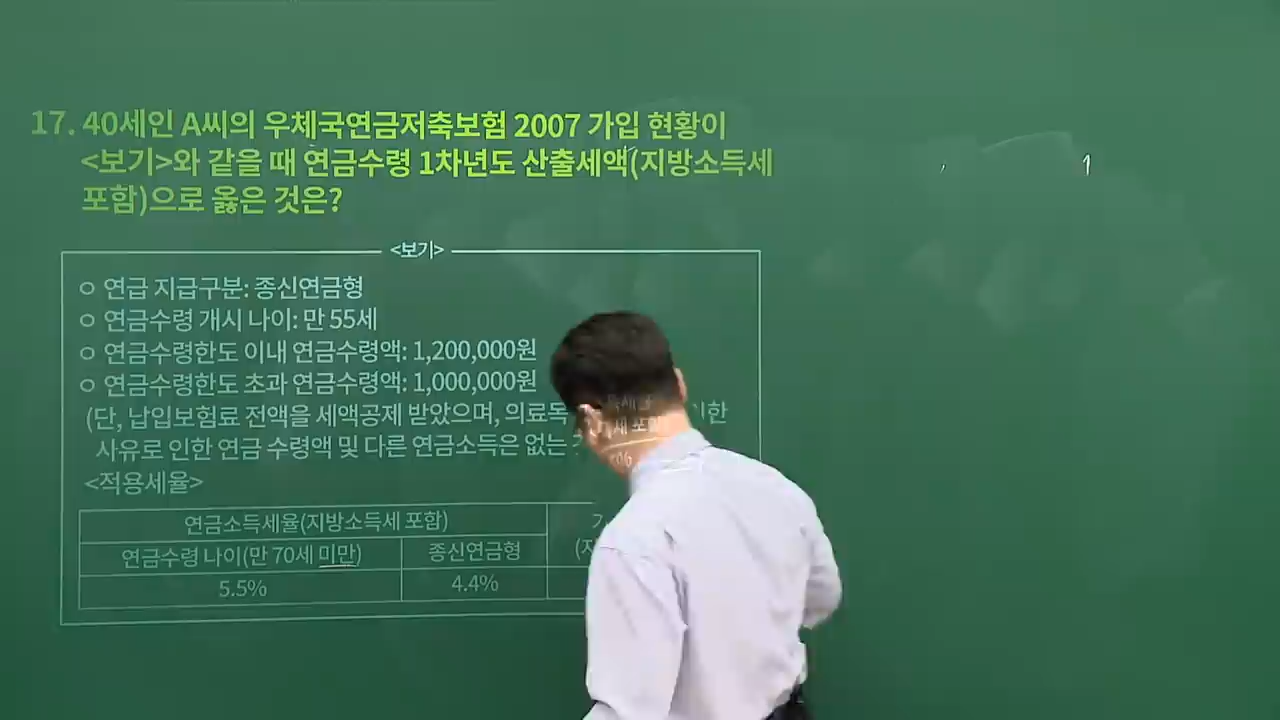 17. 40세인 A씨의 우체국연금저축보험 2007 가입 현황이
<보기>와 같을 때 연금수령 1차년도 산출세액(지방소득세
포함)으로 옳은 것은?
<보기>
ㅇ 연급 지급구분: 종신연금형
ㅇ 연금수령 개시 나이: 만 55세
ㅇ 연금수령한도 이내 연금수령액: 1,200,000원
ㅇ 연금수령한도 초과 연금수령액: 1,000,000원
(단, 납입보험료 전액을 세액공제 받았으며, 의료목
사유로 인한 연금 수령액 및 다른 연금소득은 없는
<적용세율>
연금소득세율(지방소득세 포함)
연금수령 나이(만 70세 미만) 종신연금형
5.5% 4.4%
1